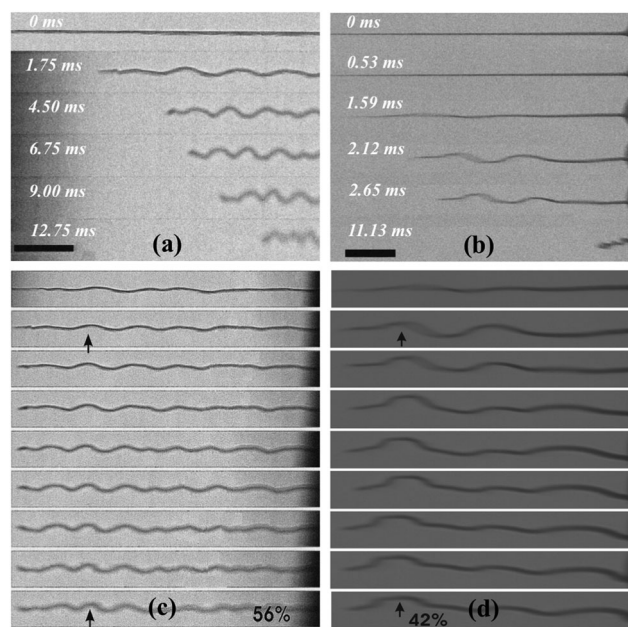 0 ms
1.75 ms
4.50 ms
6.75 ms
9.00 ms
12.75 ms
(a)
0 ms
0.53 ms
1.59 ms
2.12 ms
2.65 ms
11.13 ms
(b)
(c)
56%
42%
(d)